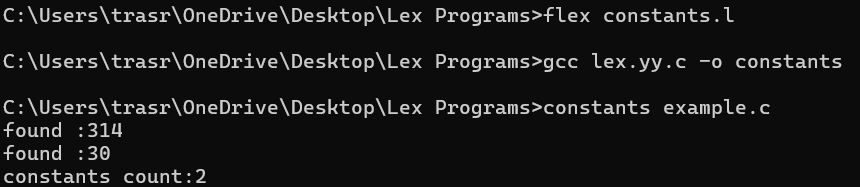 C:\Users\trasr\OneDrive\Desktop\Lex Programs>flex constants.l
C:\Users\trasr\OneDrive\Desktop\Lex Programs>gcc lex.yy.c -o constants
C:\Users\trasr\OneDrive\Desktop\Lex Programs>constants example.c
found :314
found :30
constants count:2